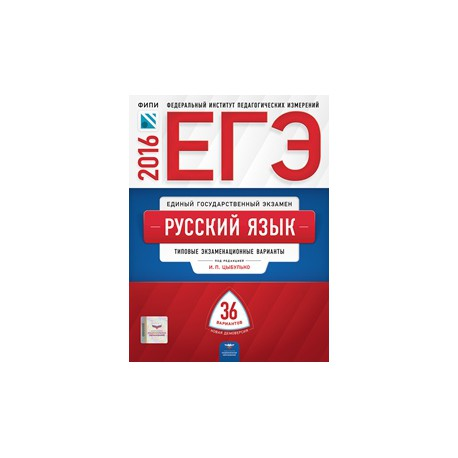 ФИПИ
ФЕДЕРАЛЬНЫЙ ИНСТИТУТ ПЕДАГОГИЧЕСКИХ ИЗМЕРЕНИЙ
2016
ЕГЭ
ЕДИНЫЙ ГОСУДАРСТВЕННЫЙ ЭКЗАМЕН
РУССКИЙ ЯЗЫК
ТИПОВЫЕ ЭКЗАМЕНАЦИОННЫЕ ВАРИАНТЫ
ПОД РЕДАКЦИЕЙ
И. П. ЦЫБУЛЬКО
36
ВАРИАНТОВ